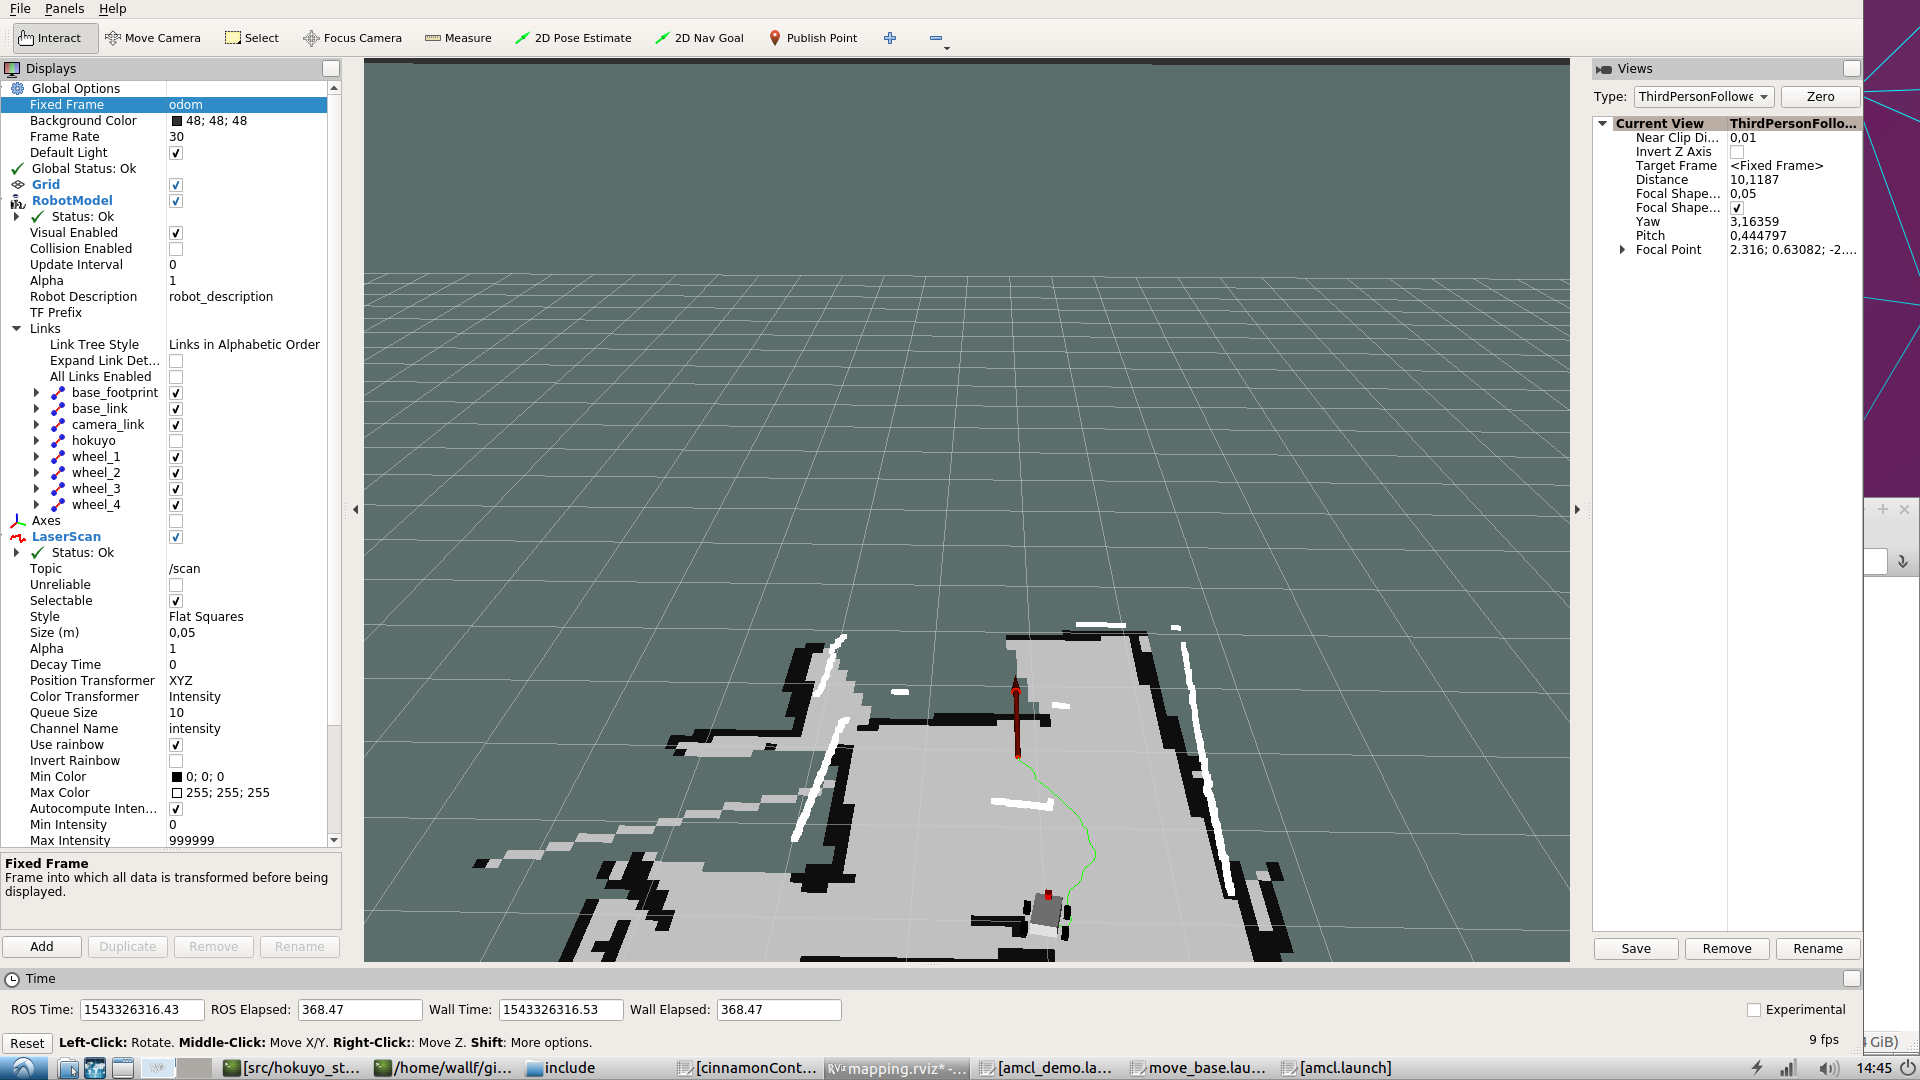 File Panels Help
Interact Move Camera Select Focus Camera Measure 2D Pose Estimate 2D Nav Goal Publish Point
Displays
Global Options
Fixed Frame odom
Background Color 48; 48; 48
Frame Rate 30
Default Light
Global Status: Ok
Grid
RobotModel
Status: Ok
Visual Enabled
Collision Enabled
Update Interval 0
Alpha 1
Robot Description robot_description
TF Prefix
Links
Link Tree Style Links in Alphabetic Order
Expand Link Det...
All Links Enabled
base_footprint
base_link
camera_link
hokuyo
wheel_1
wheel_2
wheel_3
wheel_4
Axes
LaserScan
Status: Ok
Topic /scan
Unreliable
Selectable
Style Flat Squares
Size (m) 0,05
Alpha 1
Decay Time 0
Position Transformer XYZ
Color Transformer Intensity
Queue Size 10
Channel Name intensity
Use rainbow
Invert Rainbow
Min Color 0; 0; 0
Max Color 255; 255; 255
Autocompute Inten...
Min Intensity 0
Max Intensity 999999
Fixed Frame
Frame into which all data is transformed before being
displayed.
Add Duplicate Remove Rename
Views
Type: ThirdPersonFollowe Zero
Current View ThirdPersonFollo...
Near Clip Di... 0,01
Invert Z Axis
Target Frame <Fixed Frame>
Distance 10,1187
Focal Shape... 0,05
Focal Shape...
Yaw 3,16359
Pitch 0,444797
Focal Point 2.316; 0.63082; -2....
Save Remove Rename
Time
ROS Time: 1543326316.43 ROS Elapsed: 368.47 Wall Time: 1543326316.53 Wall Elapsed: 368.47 Experimental
Reset Left-Click: Rotate. Middle-Click: Move X/Y. Right-Click:: Move Z. Shift: More options. 9 fps
GiB)
[src/hokuyo_st... /home/wallf/gi... include [cinnamonCont... mapping.rviz* -... [amcl_demo.la... move_base.lau... [amcl.launch] 14:45